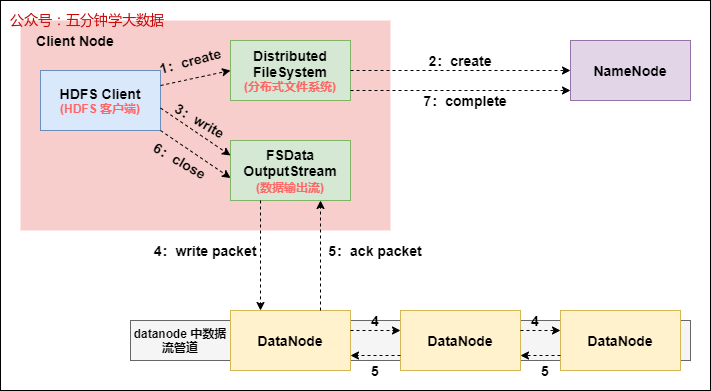 公众号：五分钟学大数据
Client Node
HDFS Client
(HDFS 客户端)
1：create
Distributed
FileSystem
(分布式文件系统)
2：create
7：complete
NameNode
3：write
6：close
FSData
OutputStream
(数据输出流)
4：write packet
5：ack packet
datanode 中数据
流管道
DataNode
4
5
DataNode
4
5
DataNode